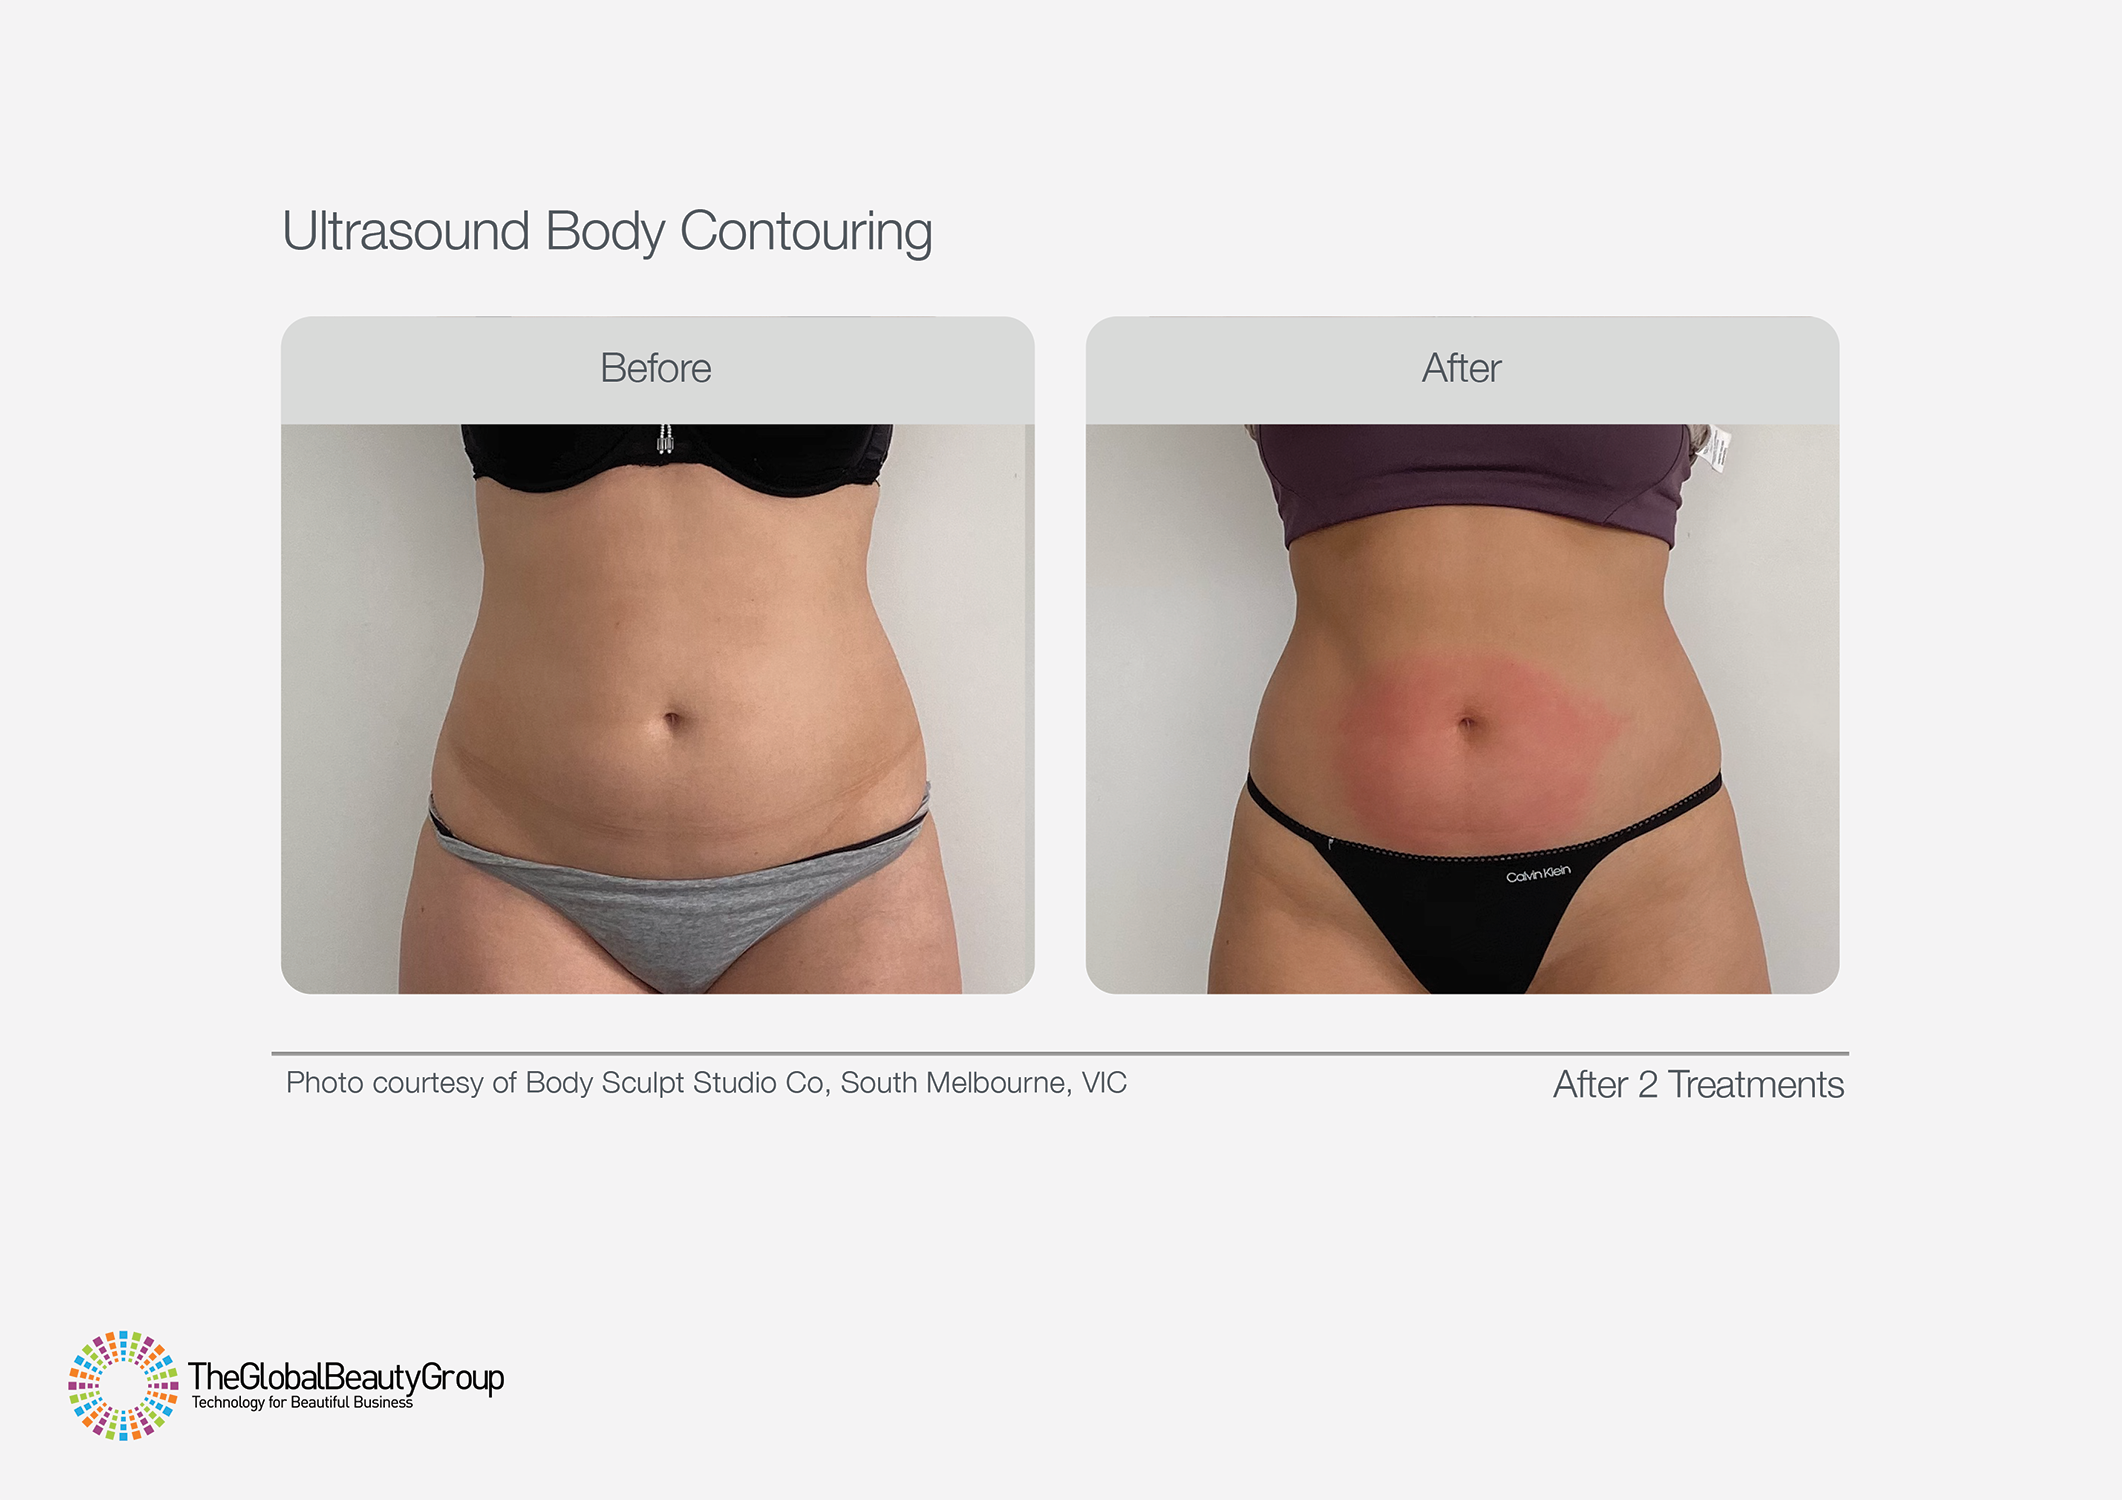 Ultrasound Body Contouring
Before
After
Calvin Klein
Photo courtesy of Body Sculpt Studio Co, South Melbourne, VIC
After 2 Treatments
TheGlobalBeautyGroup
Technology for Beautiful Business